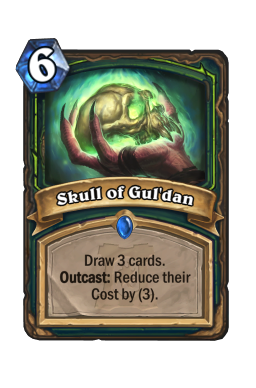 6
Skull of Gul'dan
Draw 3 cards.
Outcast: Reduce their
Cost by (3).